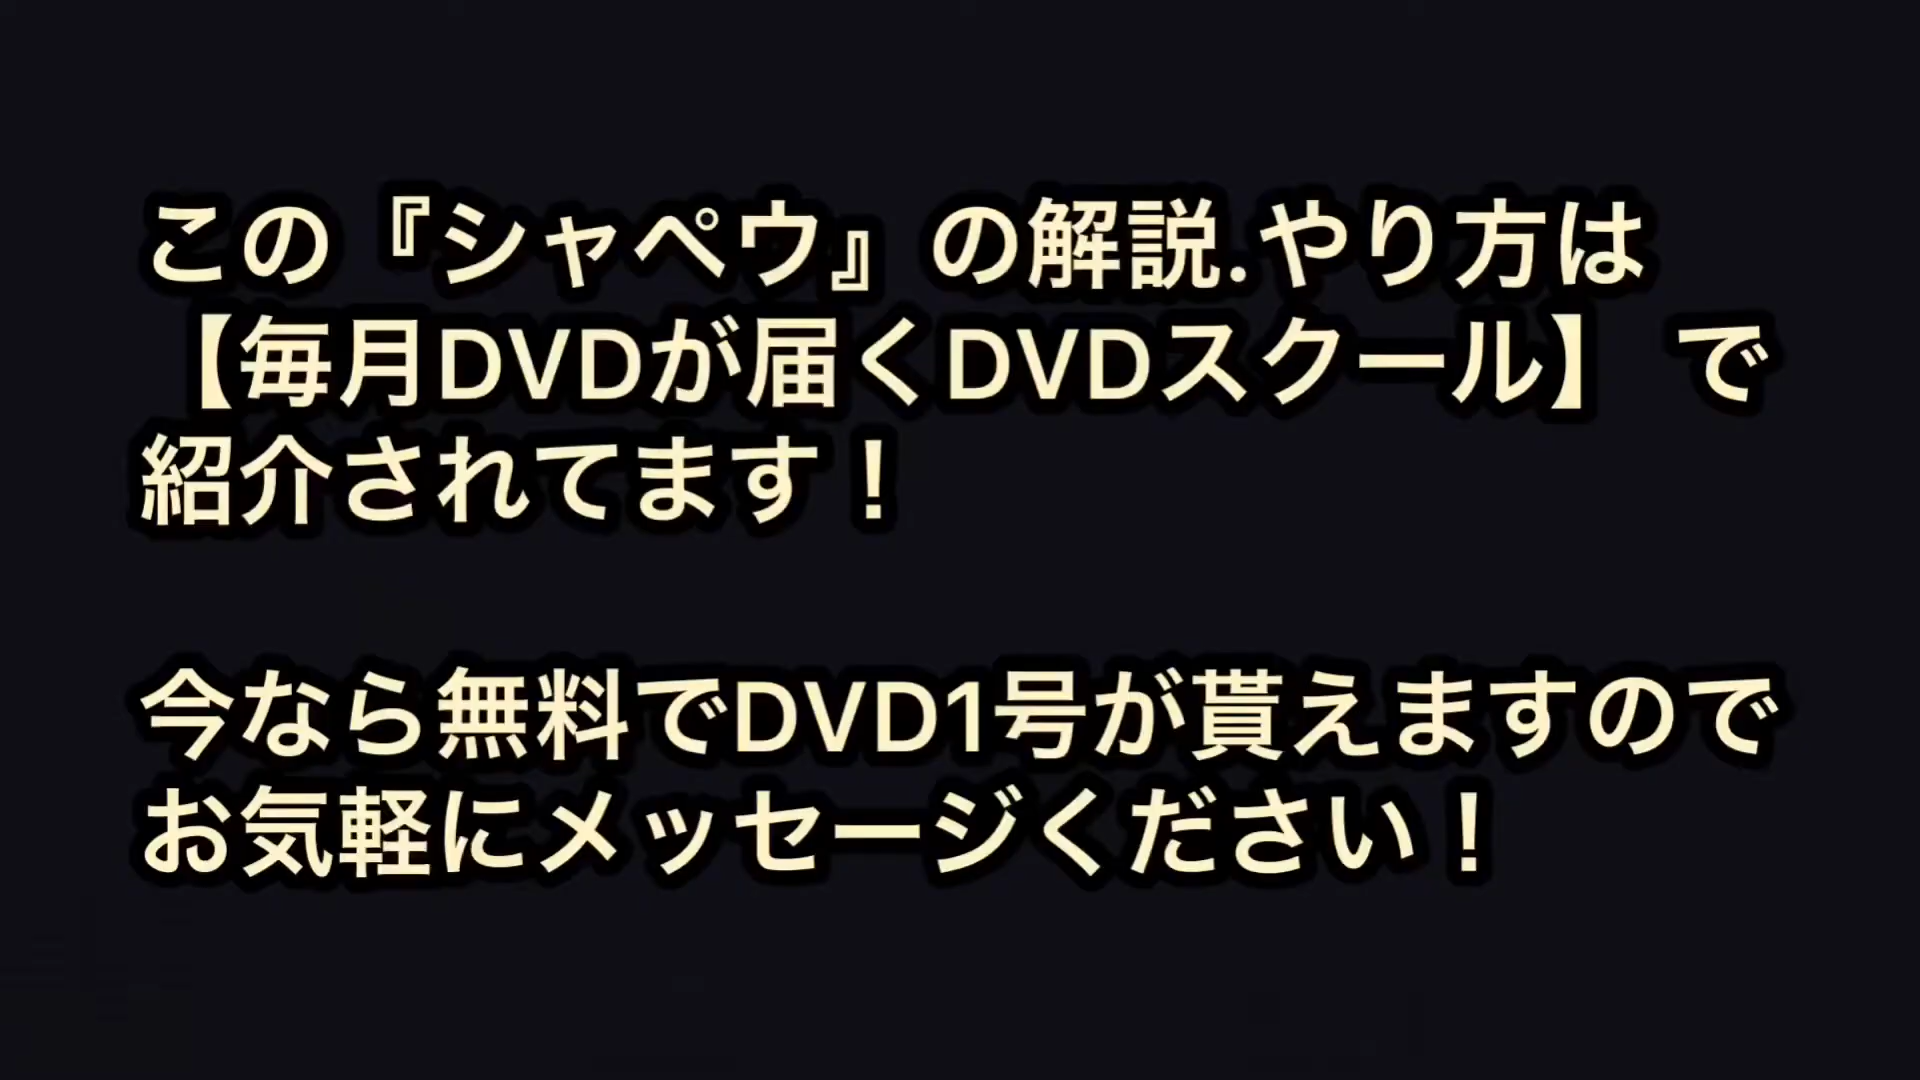 この『シャペウ』の解説.やり方は
【毎月DVDが届くDVDスクール】 で
紹介されてます！
今なら無料でDVD1号が貰えますので
お気軽にメッセージください！